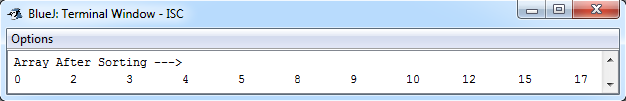 BlueJ: Terminal Window - ISC
Options
Array After Sorting --->
0 2 3 4 5 8 9 10 12 15 17